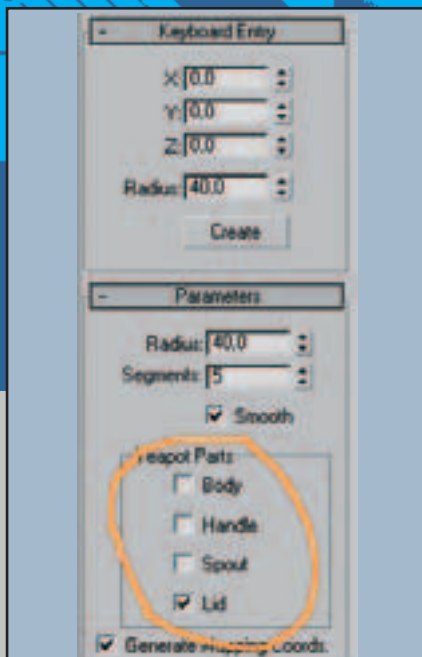 - Keyboard Entry
X: 0.0
Y: 0.0
Z: 0.0
Radius: 40.0
Create
- Parameters
Radius: 40.0
Segments: 5
Smooth
Teapot Parts
Body
Handle
Spout
Lid
Generate Mapping Coords.